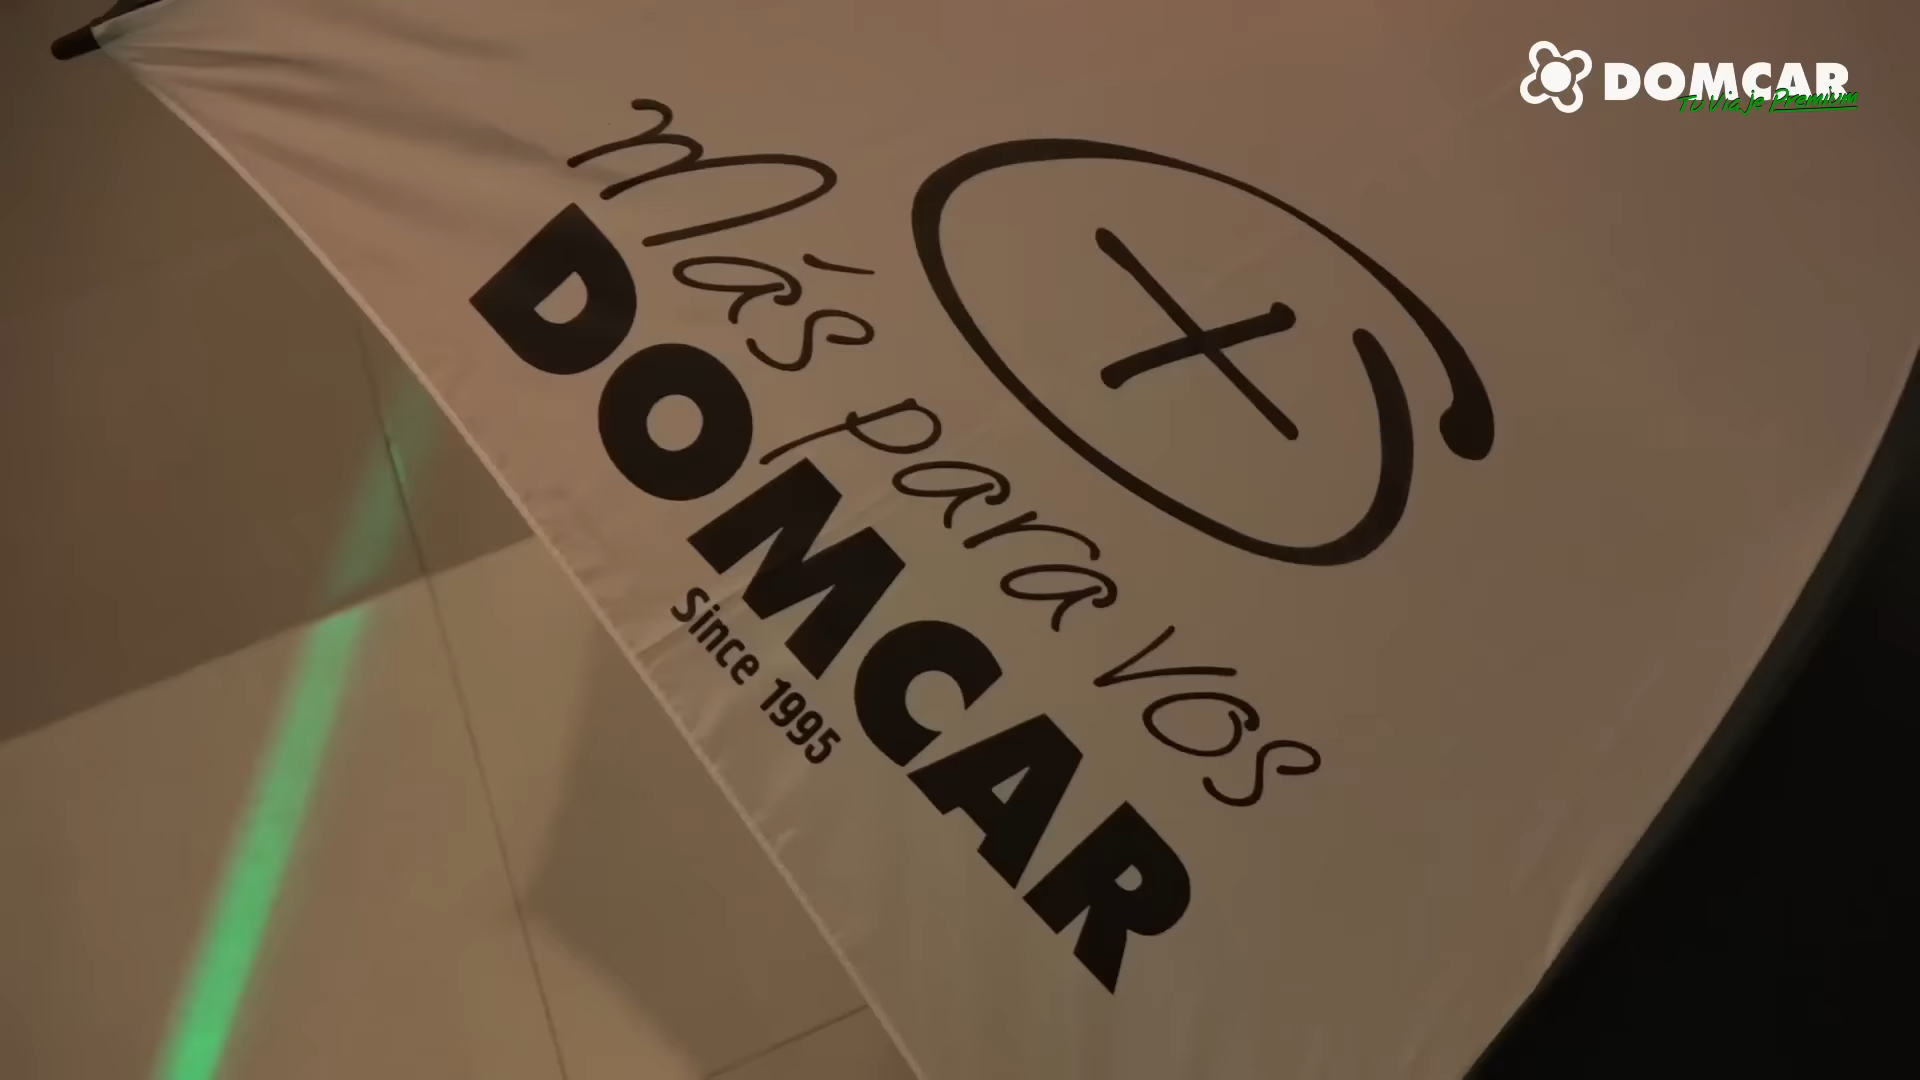 DOMCAR
Tu Viaje Premium
Más para vos
DOMCAR
Since 1995